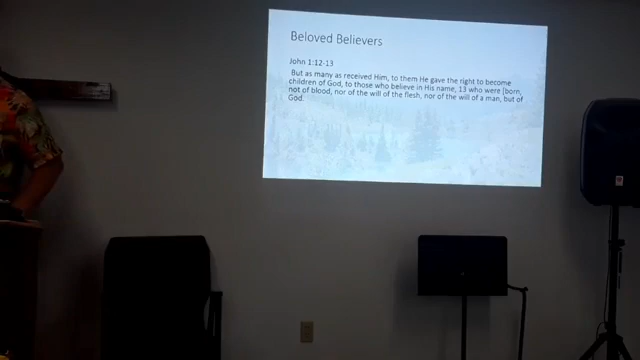 Beloved Believers
John 1:12-13
But as many as received Him, to them He gave the right to become
children of God, to those who believe in His name, 13 who were [born,
not of blood, nor of the will of the flesh, nor of the will of a man, but of
God.